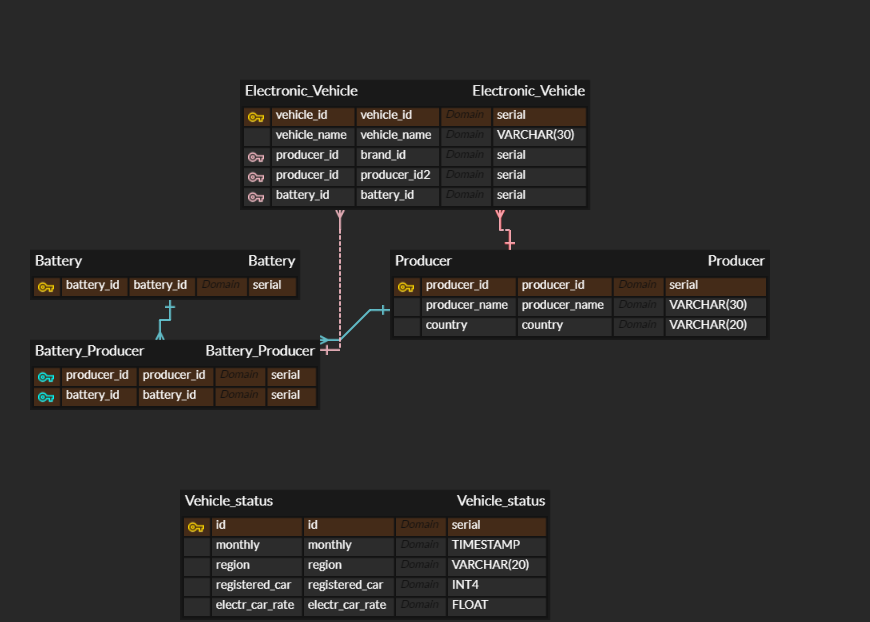 Electronic_Vehicle Electronic_Vehicle
vehicle_id vehicle_id Domain serial
vehicle_name vehicle_name Domain VARCHAR(30)
producer_id brand_id Domain serial
producer_id producer_id2 Domain serial
battery_id battery_id Domain serial
Battery Battery
battery_id battery_id Domain serial
Producer Producer
producer_id producer_id Domain serial
producer_name producer_name Domain VARCHAR(30)
country country Domain VARCHAR(20)
Battery_Producer Battery_Producer
producer_id producer_id Domain serial
battery_id battery_id Domain serial
Vehicle_status Vehicle_status
id id Domain serial
monthly monthly Domain TIMESTAMP
region region Domain VARCHAR(20)
registered_car registered_car Domain INT4
electr_car_rate electr_car_rate Domain FLOAT